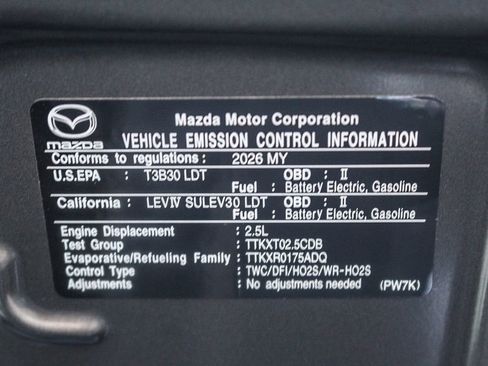 Mazda Motor Corporation
mazda
VEHICLE EMISSION CONTROL INFORMATION
Conforms to regulations : 2026 MY
U.S.EPA : T3B30 LDT OBD : II
Fuel : Battery Electric, Gasoline
California : LEVIV SULEV30 LDT OBD : II
Fuel : Battery Electric, Gasoline
Engine Displacement : 2.5L
Test Group : TTKXT02.5CDB
Evaporative/Refueling Family : TTKXR0175ADQ
Control Type : TWC/DFI/HO2S/WR-HO2S
Adjustments : No adjustments needed (PW7K)